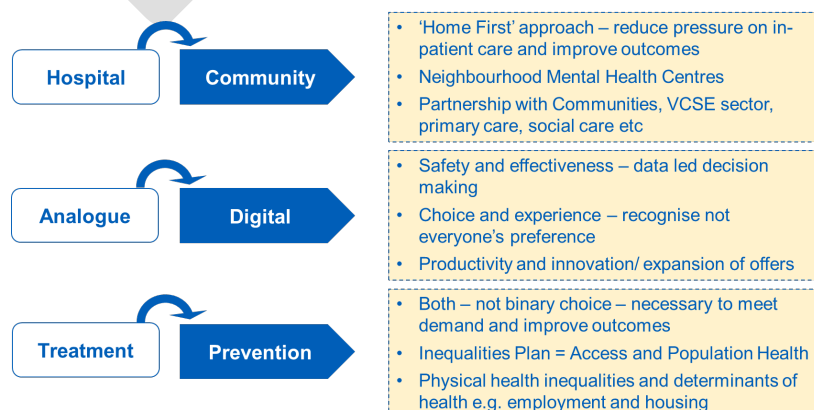 Hospital
Community
• ‘Home First’ approach – reduce pressure on in-
patient care and improve outcomes
• Neighbourhood Mental Health Centres
• Partnership with Communities, VCSE sector,
primary care, social care etc
Analogue
Digital
• Safety and effectiveness – data led decision
making
• Choice and experience – recognise not
everyone’s preference
• Productivity and innovation/ expansion of offers
Treatment
Prevention
• Both – not binary choice – necessary to meet
demand and improve outcomes
• Inequalities Plan = Access and Population Health
• Physical health inequalities and determinants of
health e.g. employment and housing